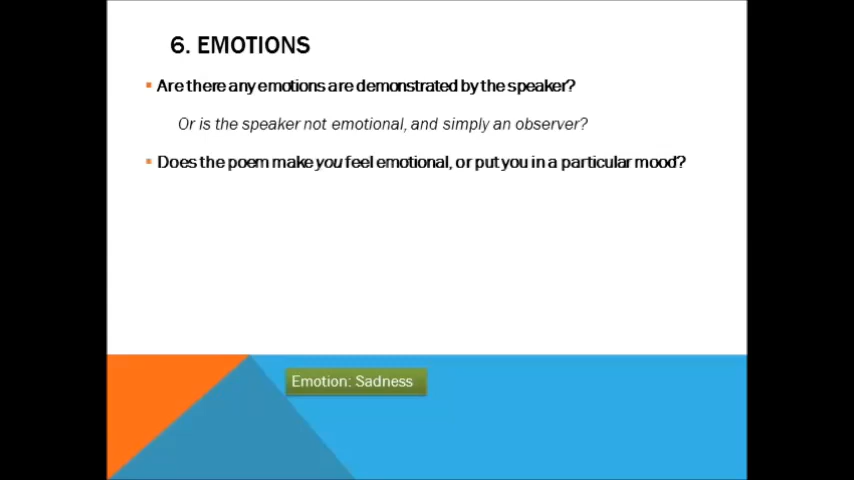 6. EMOTIONS
Are there any emotions are demonstrated by the speaker?
Or is the speaker not emotional, and simply an observer?
Does the poem make you feel emotional, or put you in a particular mood?
Emotion: Sadness